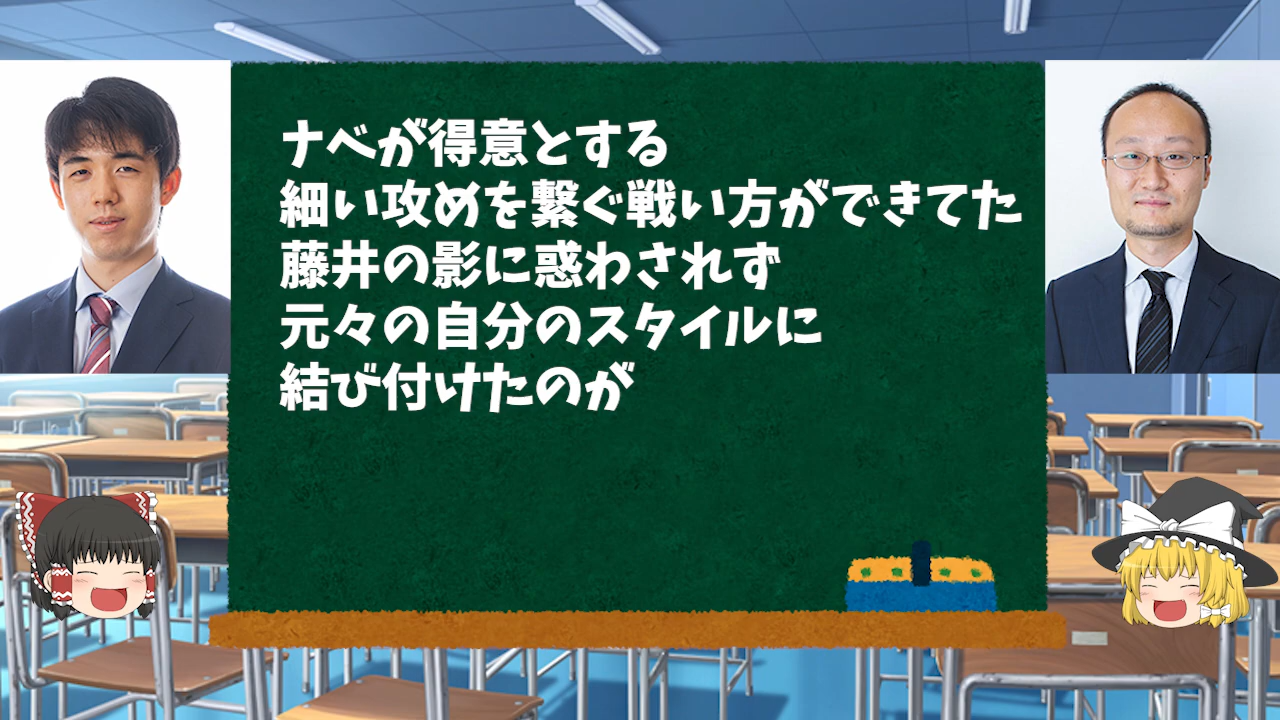 ナベが得意とする
細い攻めを繋ぐ戦い方ができてた
藤井の影に惑わされず
元々の自分のスタイルに
結び付けたのが